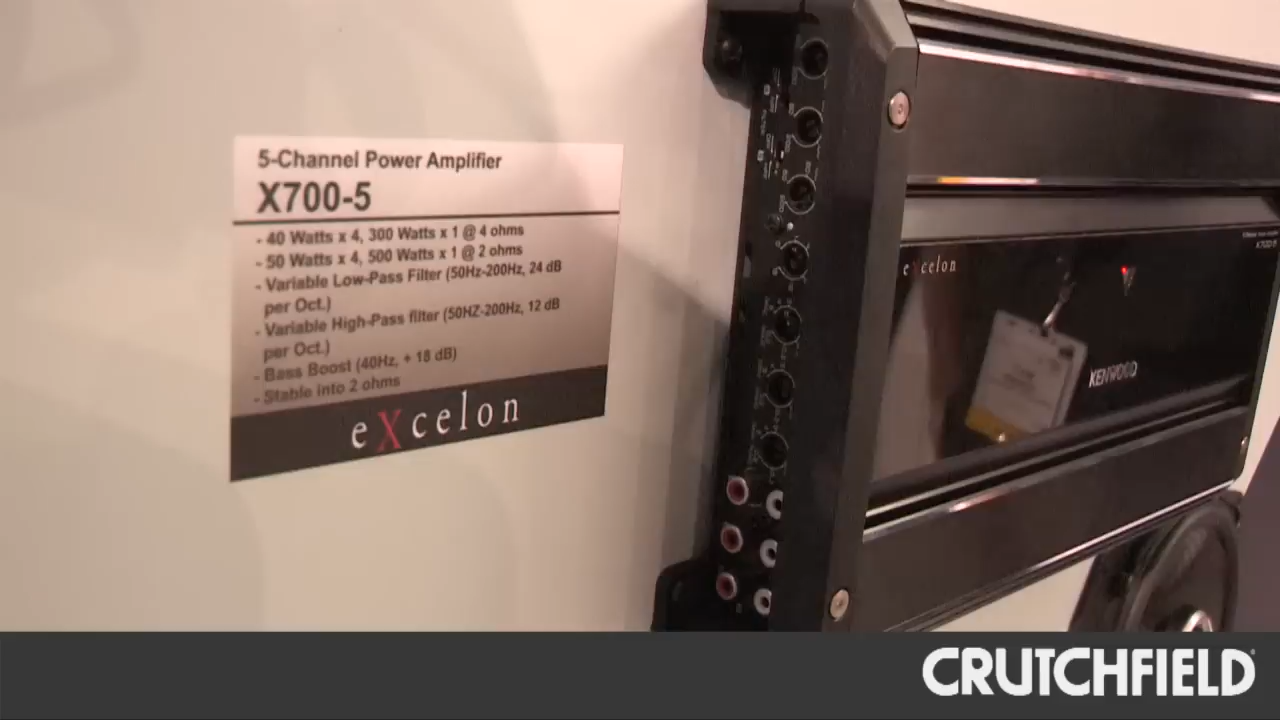 5-Channel Power Amplifier
X700-5
- 40 Watts x 4, 300 Watts x 1 @ 4 ohms
- 50 Watts x 4, 500 Watts x 1 @ 2 ohms
- Variable Low-Pass Filter (50Hz-200Hz, 24 dB
per Oct.)
- Variable High-Pass filter (50HZ-200Hz, 12 dB
per Oct.)
- Bass Boost (40Hz, + 18 dB)
- Stable into 2 ohms
eXcelon
excelon
X700-5
KENWOOD
CRUTCHFIELD